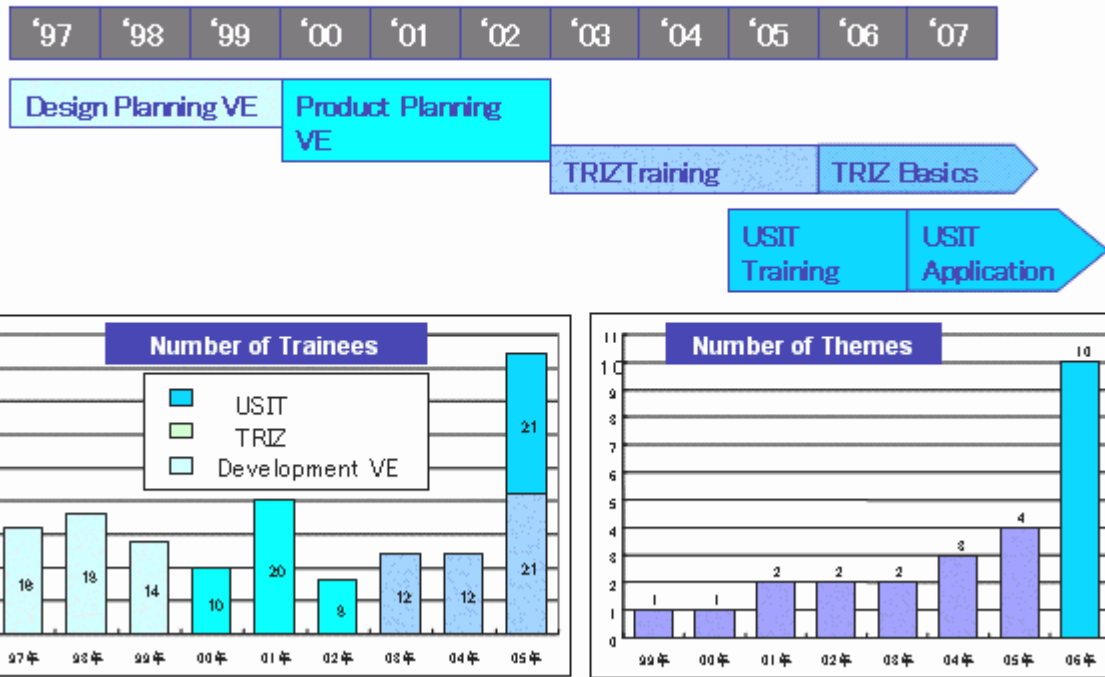 '97 '98 '99 '00 '01 '02 '03 '04 '05 '06 '07
Design Planning VE
Product Planning
VE
TRIZTraining
TRIZ Basics
USIT
Training
USIT
Application
Number of Trainees
USIT
TRIZ
Development VE
16 18 14 10 20 8 12 12 21 21
97年 98年 99年 00年 01年 02年 03年 04年 05年
Number of Themes
11
10
9
8
7
6
5
4
3
2
1
0
1 1 2 2 2 3 4 10
99年 00年 01年 02年 03年 04年 05年 06年